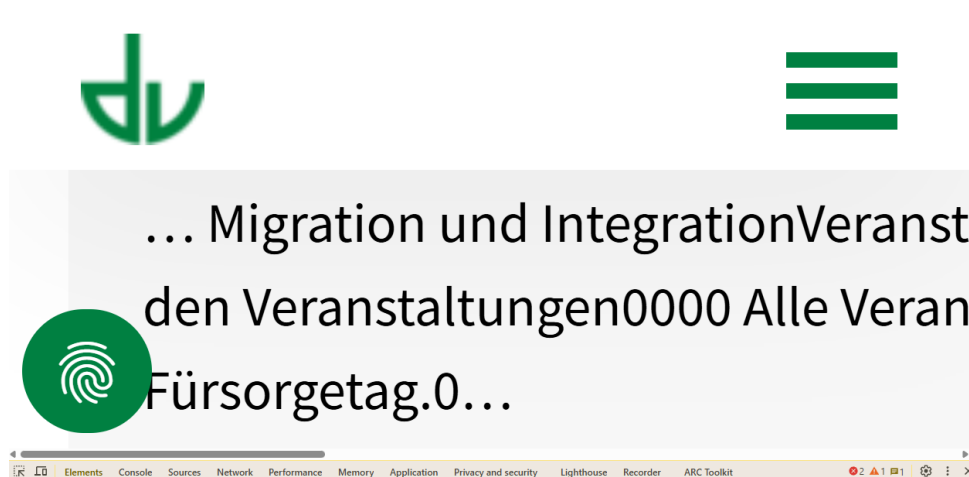 dv
… Migration und IntegrationVeranst
den Veranstaltungen0000 Alle Veran
Fürsorgetag.0…
Elements Console Sources Network Performance Memory Application Privacy and security Lighthouse Recorder ARC Toolkit 2 1 1